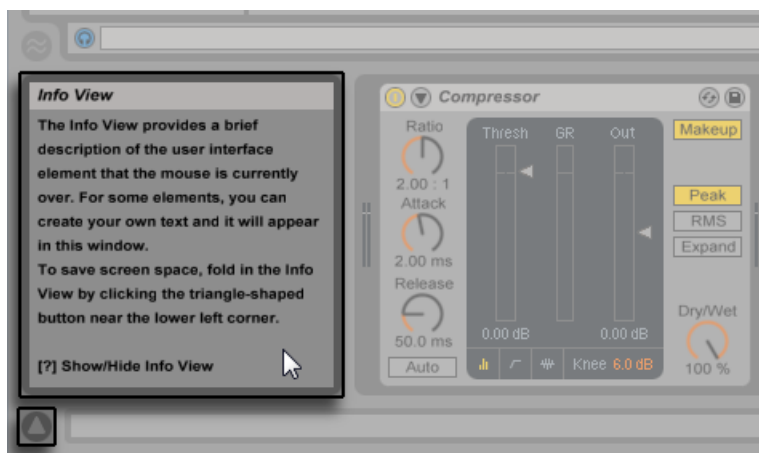 Info View
The Info View provides a brief
description of the user interface
element that the mouse is currently
over. For some elements, you can
create your own text and it will appear
in this window.
To save screen space, fold in the Info
View by clicking the triangle-shaped
button near the lower left corner.
[?] Show/Hide Info View
Compressor
Ratio
2.00 : 1
Attack
2.00 ms
Release
50.0 ms
Auto
Thresh GR Out
0.00 dB 0.00 dB
Knee 6.0 dB
Makeup
Peak
RMS
Expand
Dry/Wet
100 %